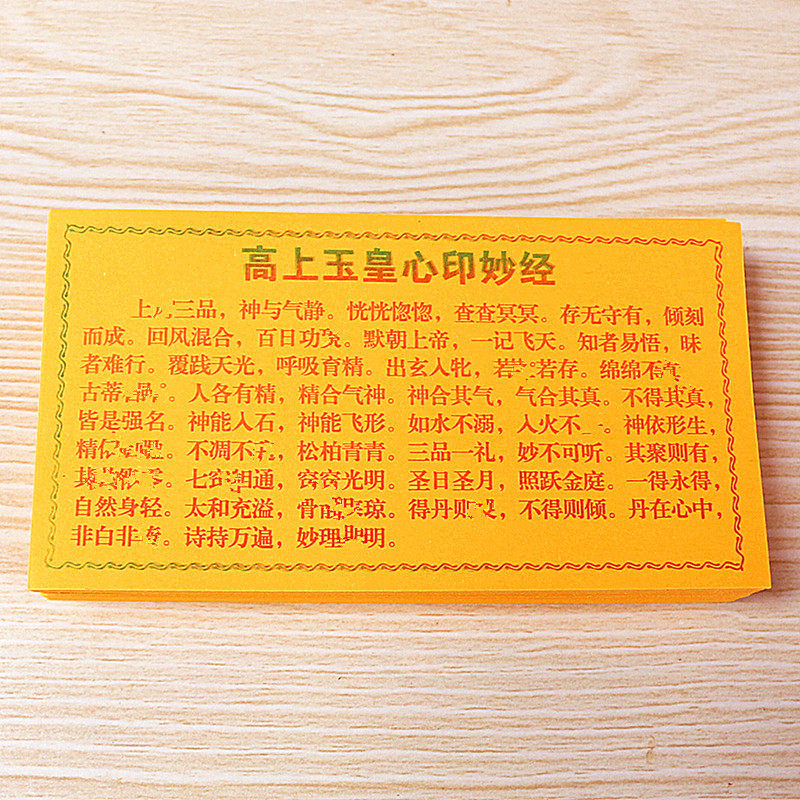 高上玉皇心印妙经
上 三品，神与气静。恍恍惚惚，查查冥冥。存无守有，倾刻
而成。回风混合，百日功 。默朝上帝，一记飞天。知者易悟，昧
者难行。覆践天光，呼吸育精。出玄入牝，若 若存。绵绵不
古蒂 。人各有精，精合气神。神合其气，气合其真。不得其真，
皆是强名。神能入石，神能飞形。如水不溺，入火不 。神依形生，
精 。不凋不 ，松柏青青。三品一礼，妙不可听。其聚则有，
。七窍相通，窍窍光明。圣日圣月，照跃金庭。一得永得，
自然身轻。太和充溢，骨 琼。得丹则 ，不得则倾。丹在心中，
非白非 。诗持万遍，妙理 明。